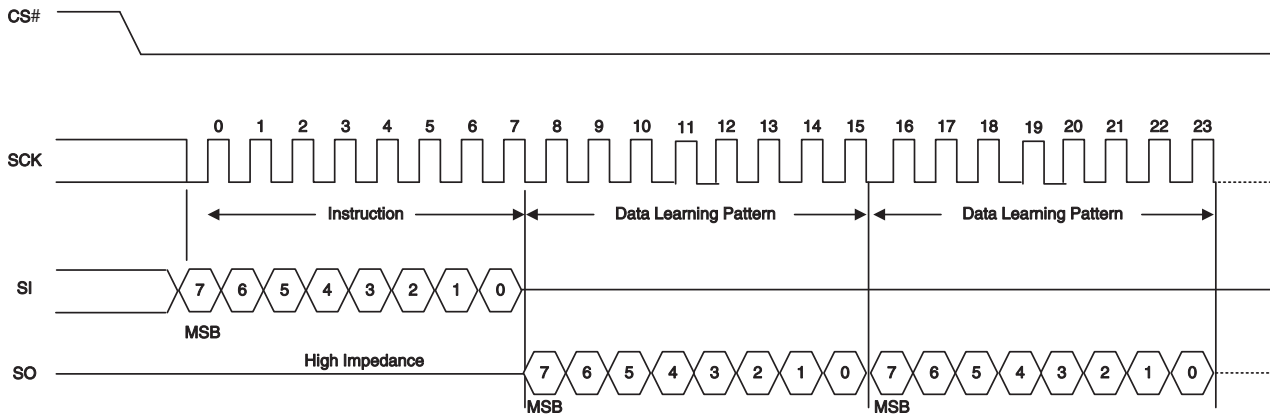 CS#
0 1 2 3 4 5 6 7 8 9 10 11 12 13 14 15 16 17 18 19 20 21 22 23
SCK
Instruction Data Learning Pattern Data Learning Pattern
SI 7 6 5 4 3 2 1 0
MSB
High Impedance
SO 7 6 5 4 3 2 1 0 7 6 5 4 3 2 1 0
MSB MSB